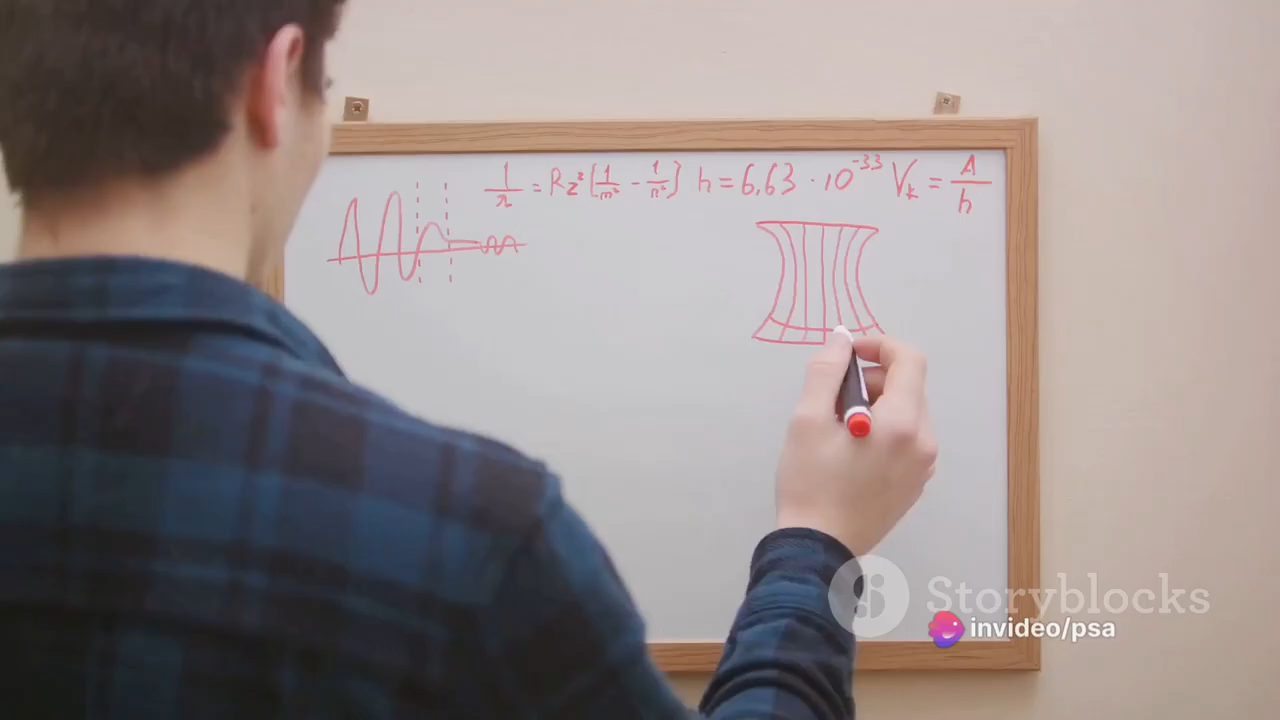 1/λ = Rz²(1/m² - 1/n²) h = 6,63 · 10⁻³³ Vₖ = A/h
Storyblocks
invideo/psa